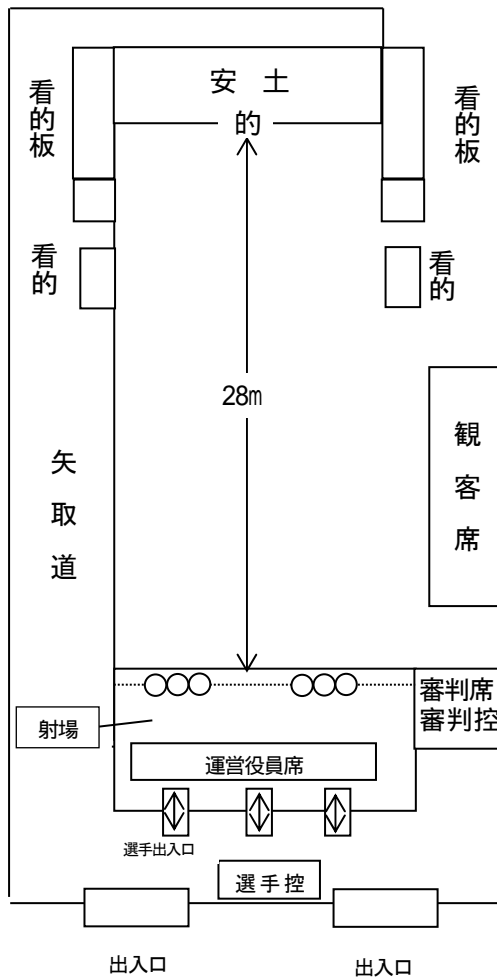 安 土
的
看的板
看的板
看的
看的
28m
観客席
矢取道
審判席
審判控
射場
運営役員席
選手出入口
選手控
出入口
出入口